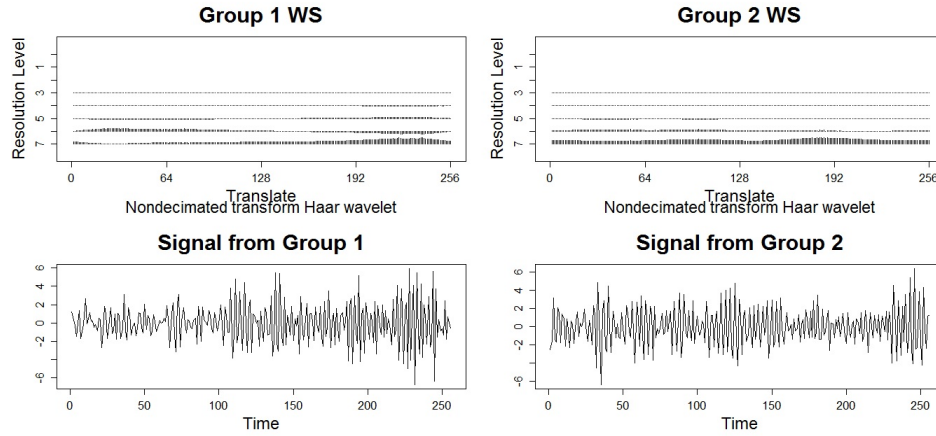 Group 1 WS
Group 2 WS
Resolution Level
1
3
5
7
0 64 128 192 256
Translate
Nondecimated transform Haar wavelet
Resolution Level
1
3
5
7
0 64 128 192 256
Translate
Nondecimated transform Haar wavelet
Signal from Group 1
6
4
2
0
-2
-6
0 50 100 150 200 250
Time
Signal from Group 2
6
4
2
0
-2
-6
0 50 100 150 200 250
Time